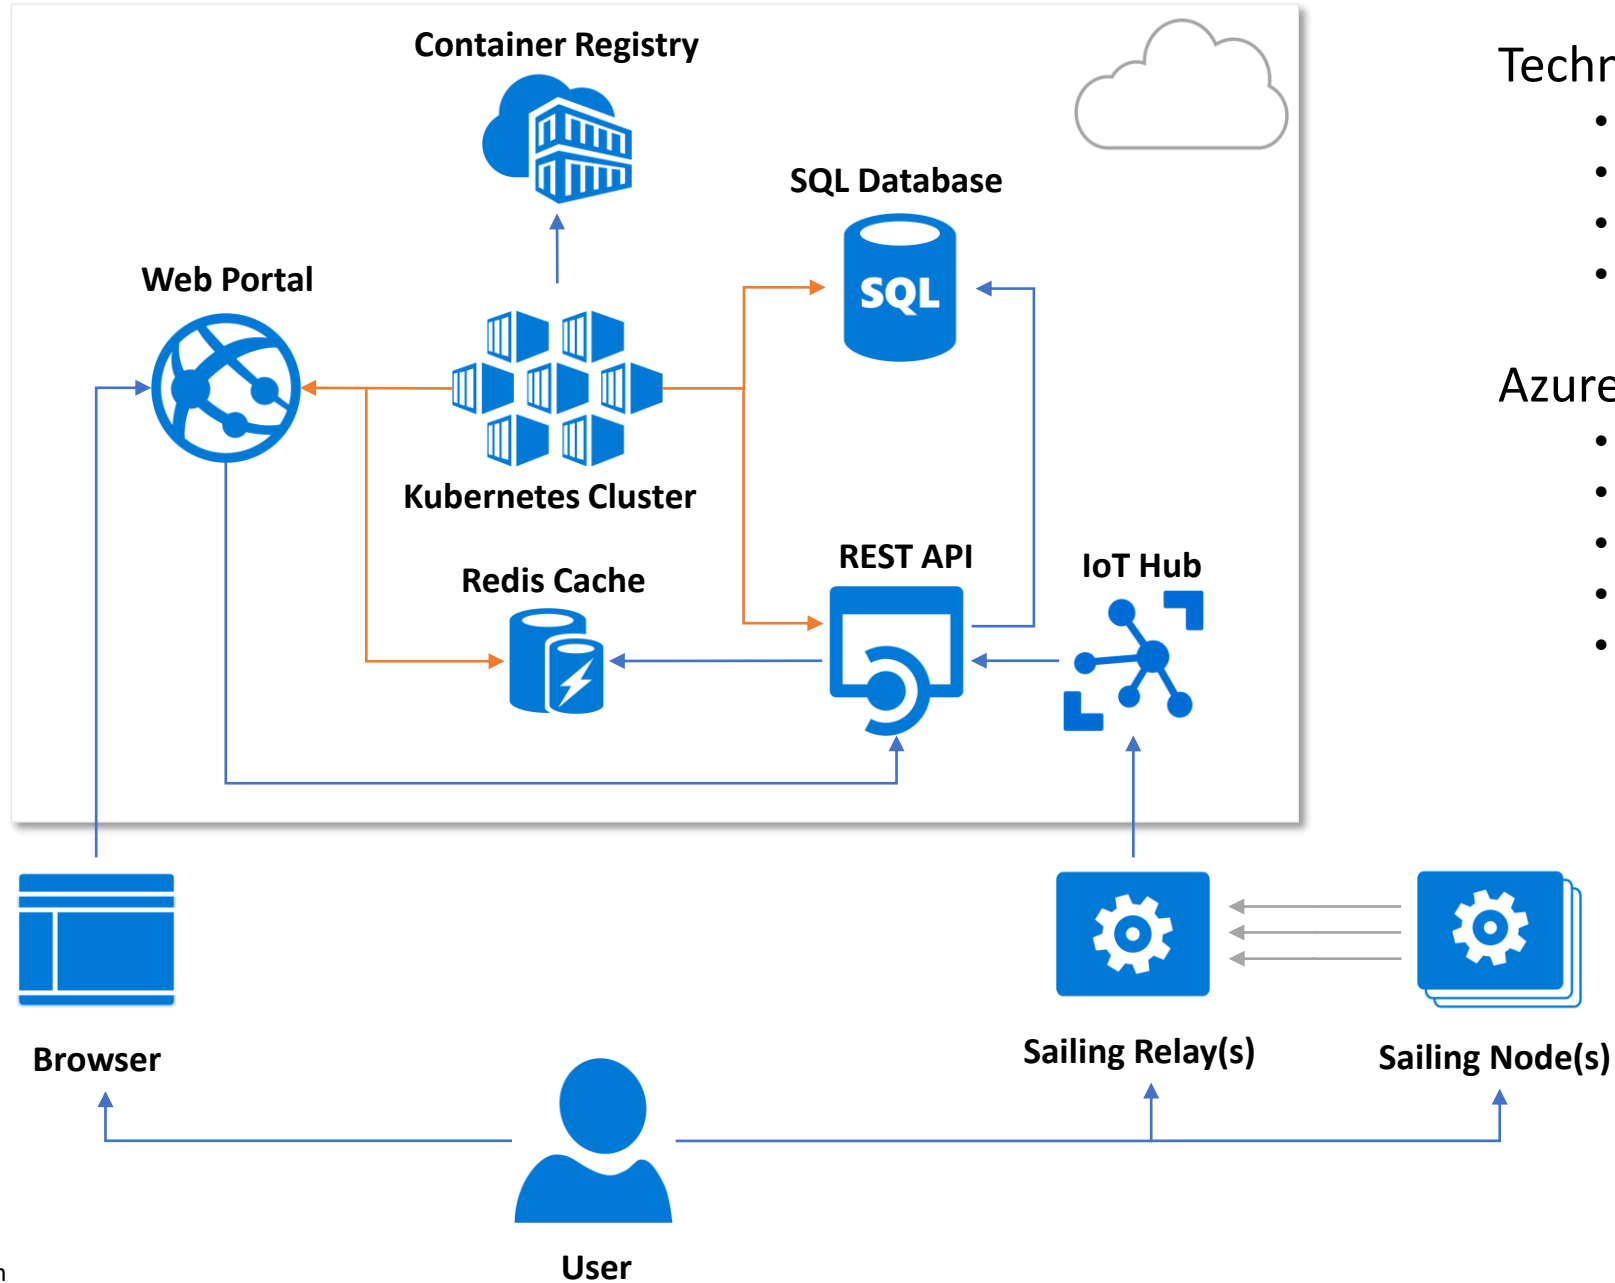 Container Registry
SQL Database
Web Portal
SQL
Kubernetes Cluster
REST API
IoT Hub
Redis Cache
Browser
Sailing Relay(s)
Sailing Node(s)
User
Azure